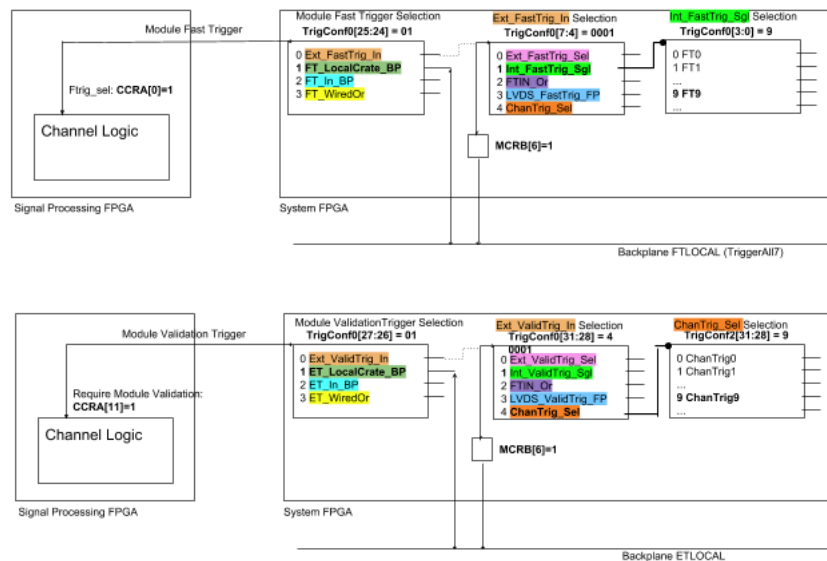 Module Fast Trigger
Module Fast Trigger Selection
TrigConf0[25:24] = 01
0 Ext_FastTrig_In
1 FT_LocalCrate_BP
2 FT_In_BP
3 FT_WiredOr
Ext_FastTrig_In Selection
TrigConf0[7:4] = 0001
0 Ext_FastTrig_Sel
1 Int_FastTrig_Sgl
2 FTIN_Or
3 LVDS_FastTrig_FP
4 ChanTrig_Sel
Int_FastTrig_Sgl Selection
TrigConf0[3:0] = 9
0 FT0
1 FT1
...
9 FT9
...
Ftrig_sel: CCRA[0]=1
Channel Logic
MCRB[6]=1
Signal Processing FPGA
System FPGA
Backplane FTLOCAL (TriggerAll7)
Module Validation Trigger
Module ValidationTrigger Selection
TrigConf0[27:26] = 01
0 Ext_ValidTrig_In
1 ET_LocalCrate_BP
2 ET_In_BP
3 ET_WiredOr
Ext_ValidTrig_In Selection
TrigConf0[31:28] = 4
0001
0 Ext_ValidTrig_Sel
1 Int_ValidTrig_Sgl
2 FTIN_Or
3 LVDS_ValidTrig_FP
4 ChanTrig_Sel
ChanTrig_Sel Selection
TrigConf2[31:28] = 9
0 ChanTrig0
1 ChanTrig1
...
9 ChanTrig9
...
Require Module Validation:
CCRA[11]=1
Channel Logic
MCRB[6]=1
Signal Processing FPGA
System FPGA
Backplane ETLOCAL